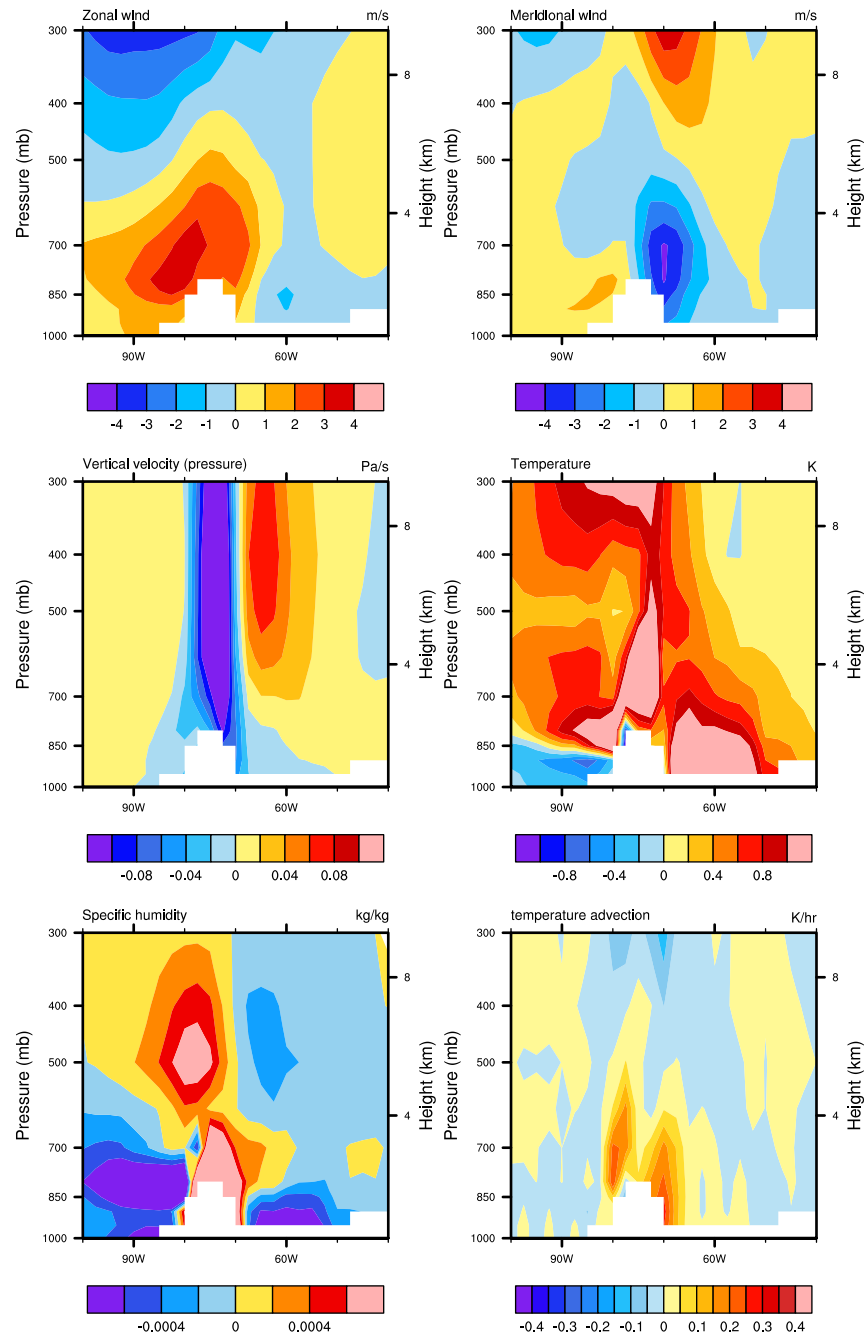 Zonal wind m/s
300
400
500
700
850
1000
Pressure (mb)
8
4
Height (km)
90W 60W
-4 -3 -2 -1 0 1 2 3 4
Meridional wind m/s
300
400
500
700
850
1000
Pressure (mb)
8
4
Height (km)
90W 60W
-4 -3 -2 -1 0 1 2 3 4
Vertical velocity (pressure) Pa/s
300
400
500
700
850
1000
Pressure (mb)
8
4
Height (km)
90W 60W
-0.08 -0.04 0 0.04 0.08
Temperature K
300
400
500
700
850
1000
Pressure (mb)
8
4
Height (km)
90W 60W
-0.8 -0.4 0 0.4 0.8
Specific humidity kg/kg
300
400
500
700
850
1000
Pressure (mb)
8
4
Height (km)
90W 60W
-0.0004 0 0.0004
temperature advection K/hr
300
400
500
700
850
1000
Pressure (mb)
8
4
Height (km)
90W 60W
-0.4 -0.3 -0.2 -0.1 0 0.1 0.2 0.3 0.4